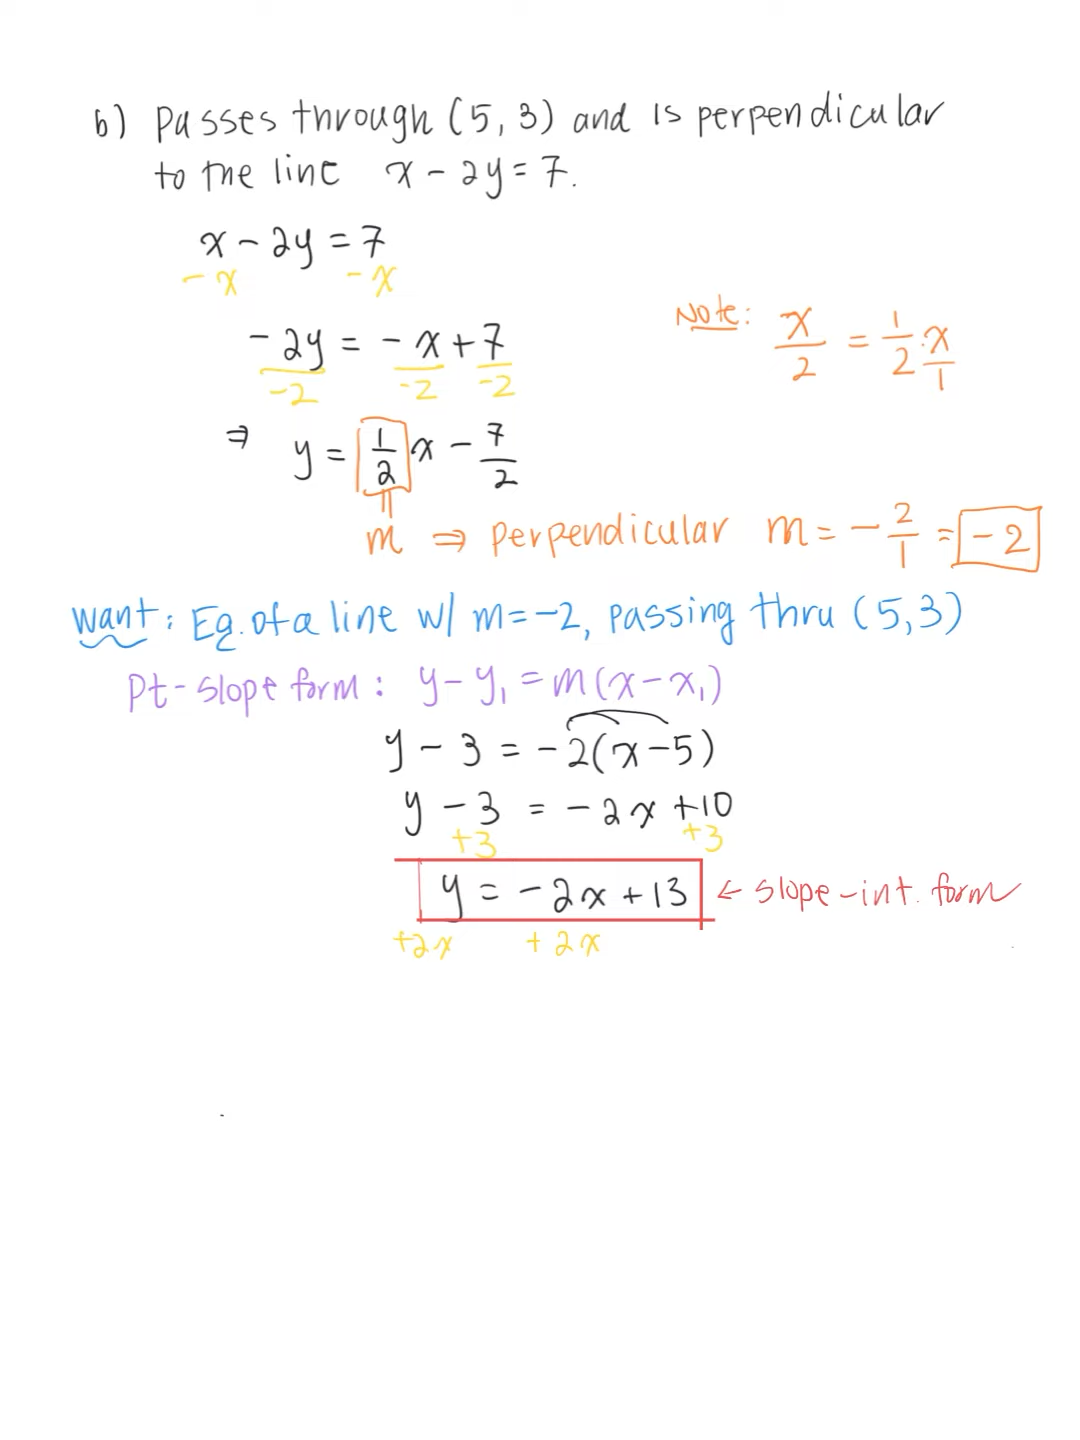 b) Passes through (5, 3) and is perpendicular
to the line x - 2y = 7.
x - 2y = 7
- x - x
- 2y = - x + 7
-2 -2 -2
Note: x/2 = 1/2 · x/1
⇒ y = 1/2 x - 7/2
m ⇒ perpendicular m = - 2/1 = -2
Want: Eq. of a line w/ m = -2, passing thru (5,3)
Pt-slope form: y - y₁ = m(x - x₁)
y - 3 = -2(x - 5)
y - 3 = -2x + 10
+3 +3
y = -2x + 13 ← slope-int. form
+2x + 2x